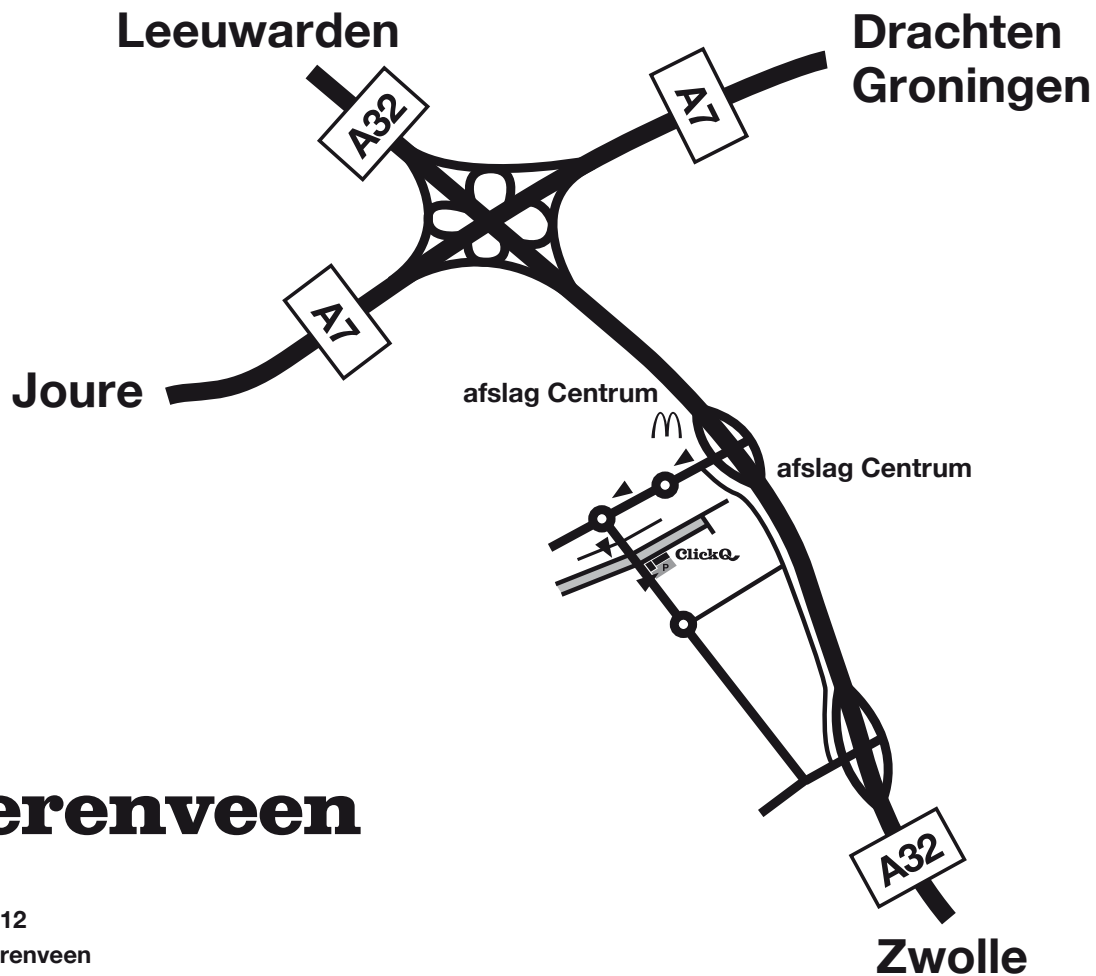 Leeuwarden
Drachten
Groningen
A32
A7
A7
Joure
afslag Centrum
afslag Centrum
ClickQ
P
erenveen
A32
12
renveen
Zwolle